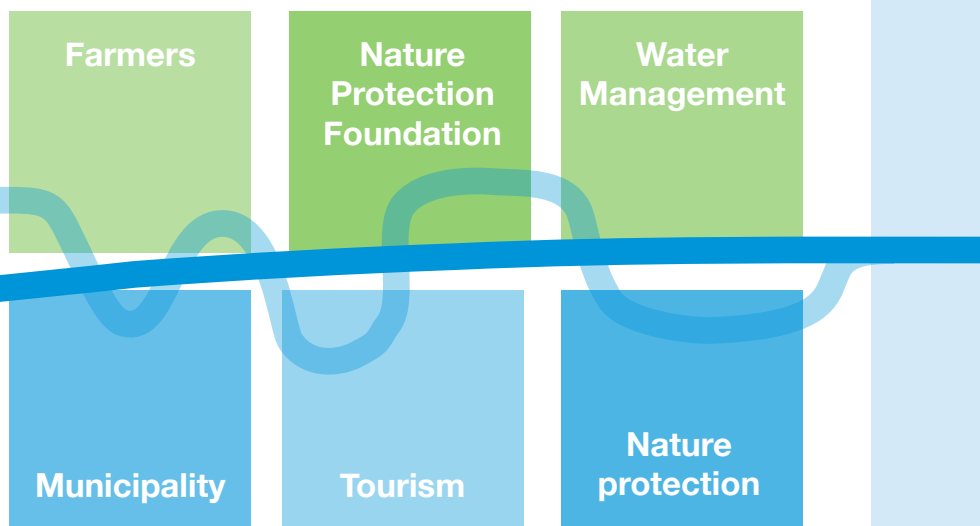 Farmers
Nature
Protection
Foundation
Water
Management
Municipality
Tourism
Nature
protection